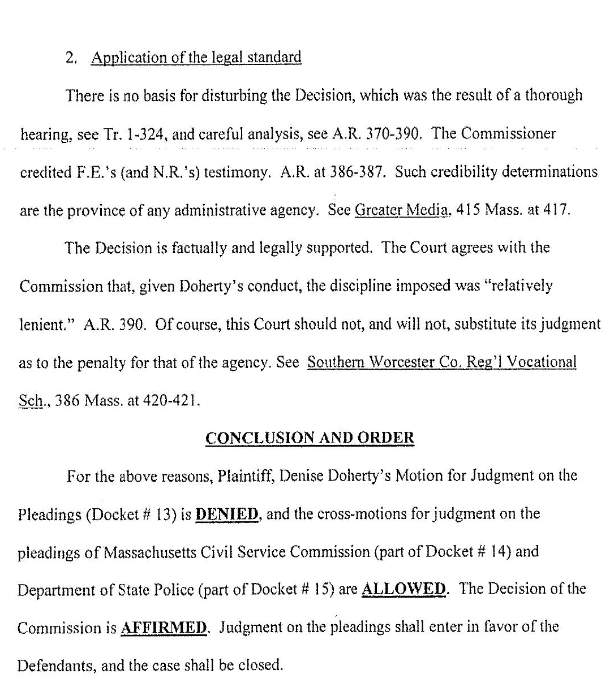 2. Application of the legal standard
There is no basis for disturbing the Decision, which was the result of a thorough
hearing, see Tr. 1-324, and careful analysis, see A.R. 370-390. The Commissioner
credited F.E.'s (and N.R.'s) testimony. A.R. at 386-387. Such credibility determinations
are the province of any administrative agency. See Greater Media, 415 Mass. at 417.
The Decision is factually and legally supported. The Court agrees with the
Commission that, given Doherty's conduct, the discipline imposed was "relatively
lenient." A.R. 390. Of course, this Court should not, and will not, substitute its judgment
as to the penalty for that of the agency. See Southern Worcester Co. Reg'l Vocational
Sch., 386 Mass. at 420-421.
CONCLUSION AND ORDER
For the above reasons, Plaintiff, Denise Doherty's Motion for Judgment on the
Pleadings (Docket # 13) is DENIED, and the cross-motions for judgment on the
pleadings of Massachusetts Civil Service Commission (part of Docket # 14) and
Department of State Police (part of Docket # 15) are ALLOWED. The Decision of the
Commission is AFFIRMED. Judgment on the pleadings shall enter in favor of the
Defendants, and the case shall be closed.